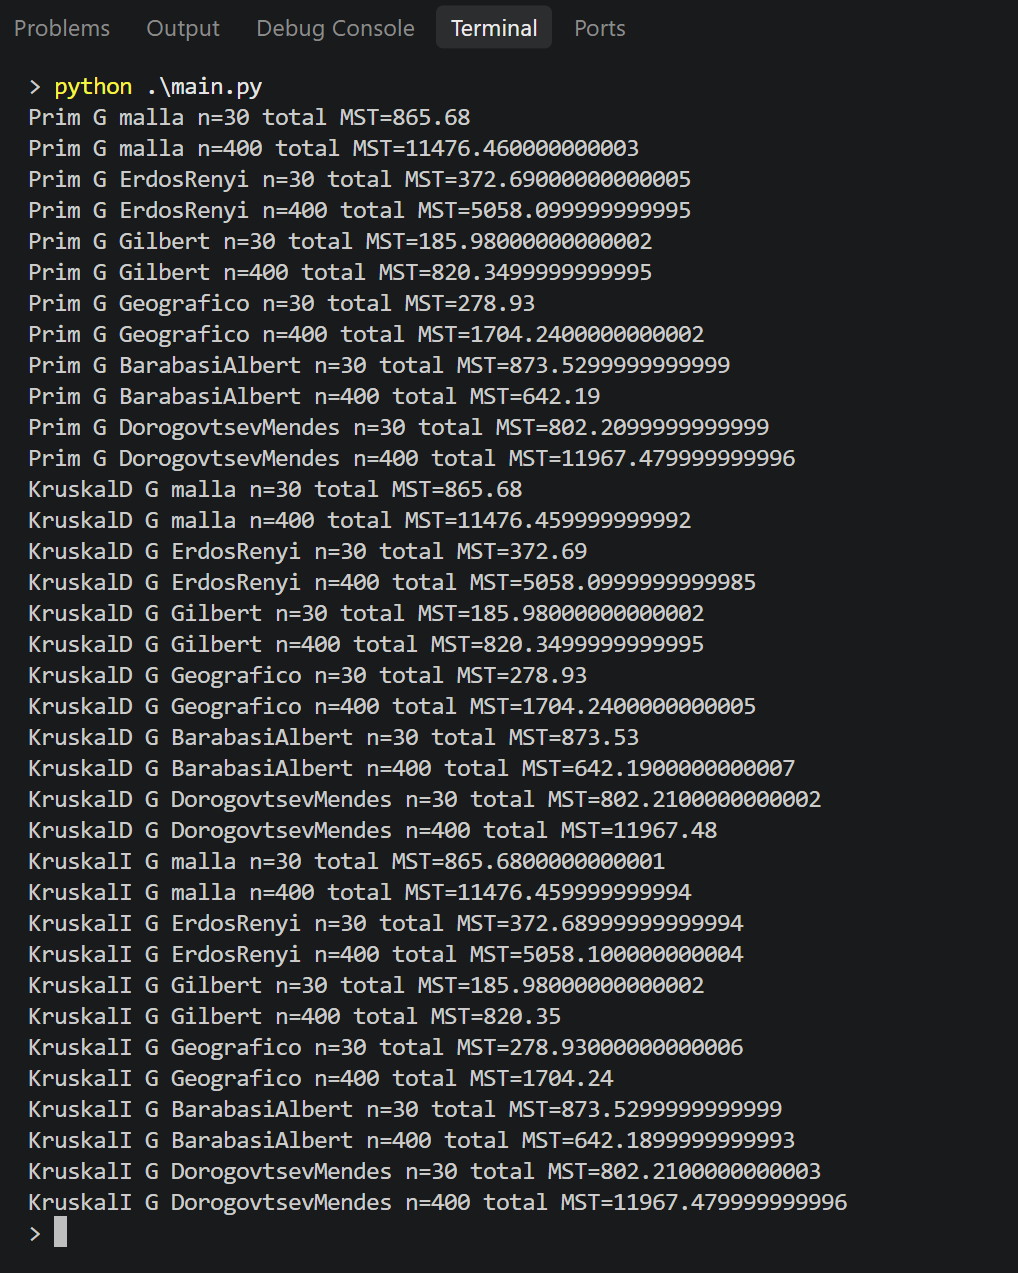 Problems Output Debug Console Terminal Ports
> python .\main.py
Prim G malla n=30 total MST=865.68
Prim G malla n=400 total MST=11476.460000000003
Prim G ErdosRenyi n=30 total MST=372.69000000000005
Prim G ErdosRenyi n=400 total MST=5058.099999999995
Prim G Gilbert n=30 total MST=185.98000000000002
Prim G Gilbert n=400 total MST=820.3499999999995
Prim G Geografico n=30 total MST=278.93
Prim G Geografico n=400 total MST=1704.2400000000002
Prim G BarabasiAlbert n=30 total MST=873.5299999999999
Prim G BarabasiAlbert n=400 total MST=642.19
Prim G DorogovtsevMendes n=30 total MST=802.2099999999999
Prim G DorogovtsevMendes n=400 total MST=11967.479999999996
KruskalD G malla n=30 total MST=865.68
KruskalD G malla n=400 total MST=11476.459999999992
KruskalD G ErdosRenyi n=30 total MST=372.69
KruskalD G ErdosRenyi n=400 total MST=5058.0999999999985
KruskalD G Gilbert n=30 total MST=185.98000000000002
KruskalD G Gilbert n=400 total MST=820.3499999999995
KruskalD G Geografico n=30 total MST=278.93
KruskalD G Geografico n=400 total MST=1704.2400000000005
KruskalD G BarabasiAlbert n=30 total MST=873.53
KruskalD G BarabasiAlbert n=400 total MST=642.1900000000007
KruskalD G DorogovtsevMendes n=30 total MST=802.2100000000002
KruskalD G DorogovtsevMendes n=400 total MST=11967.48
KruskalI G malla n=30 total MST=865.6800000000001
KruskalI G malla n=400 total MST=11476.459999999994
KruskalI G ErdosRenyi n=30 total MST=372.68999999999994
KruskalI G ErdosRenyi n=400 total MST=5058.100000000004
KruskalI G Gilbert n=30 total MST=185.98000000000002
KruskalI G Gilbert n=400 total MST=820.35
KruskalI G Geografico n=30 total MST=278.93000000000006
KruskalI G Geografico n=400 total MST=1704.24
KruskalI G BarabasiAlbert n=30 total MST=873.5299999999999
KruskalI G BarabasiAlbert n=400 total MST=642.1899999999993
KruskalI G DorogovtsevMendes n=30 total MST=802.2100000000003
KruskalI G DorogovtsevMendes n=400 total MST=11967.479999999996
>